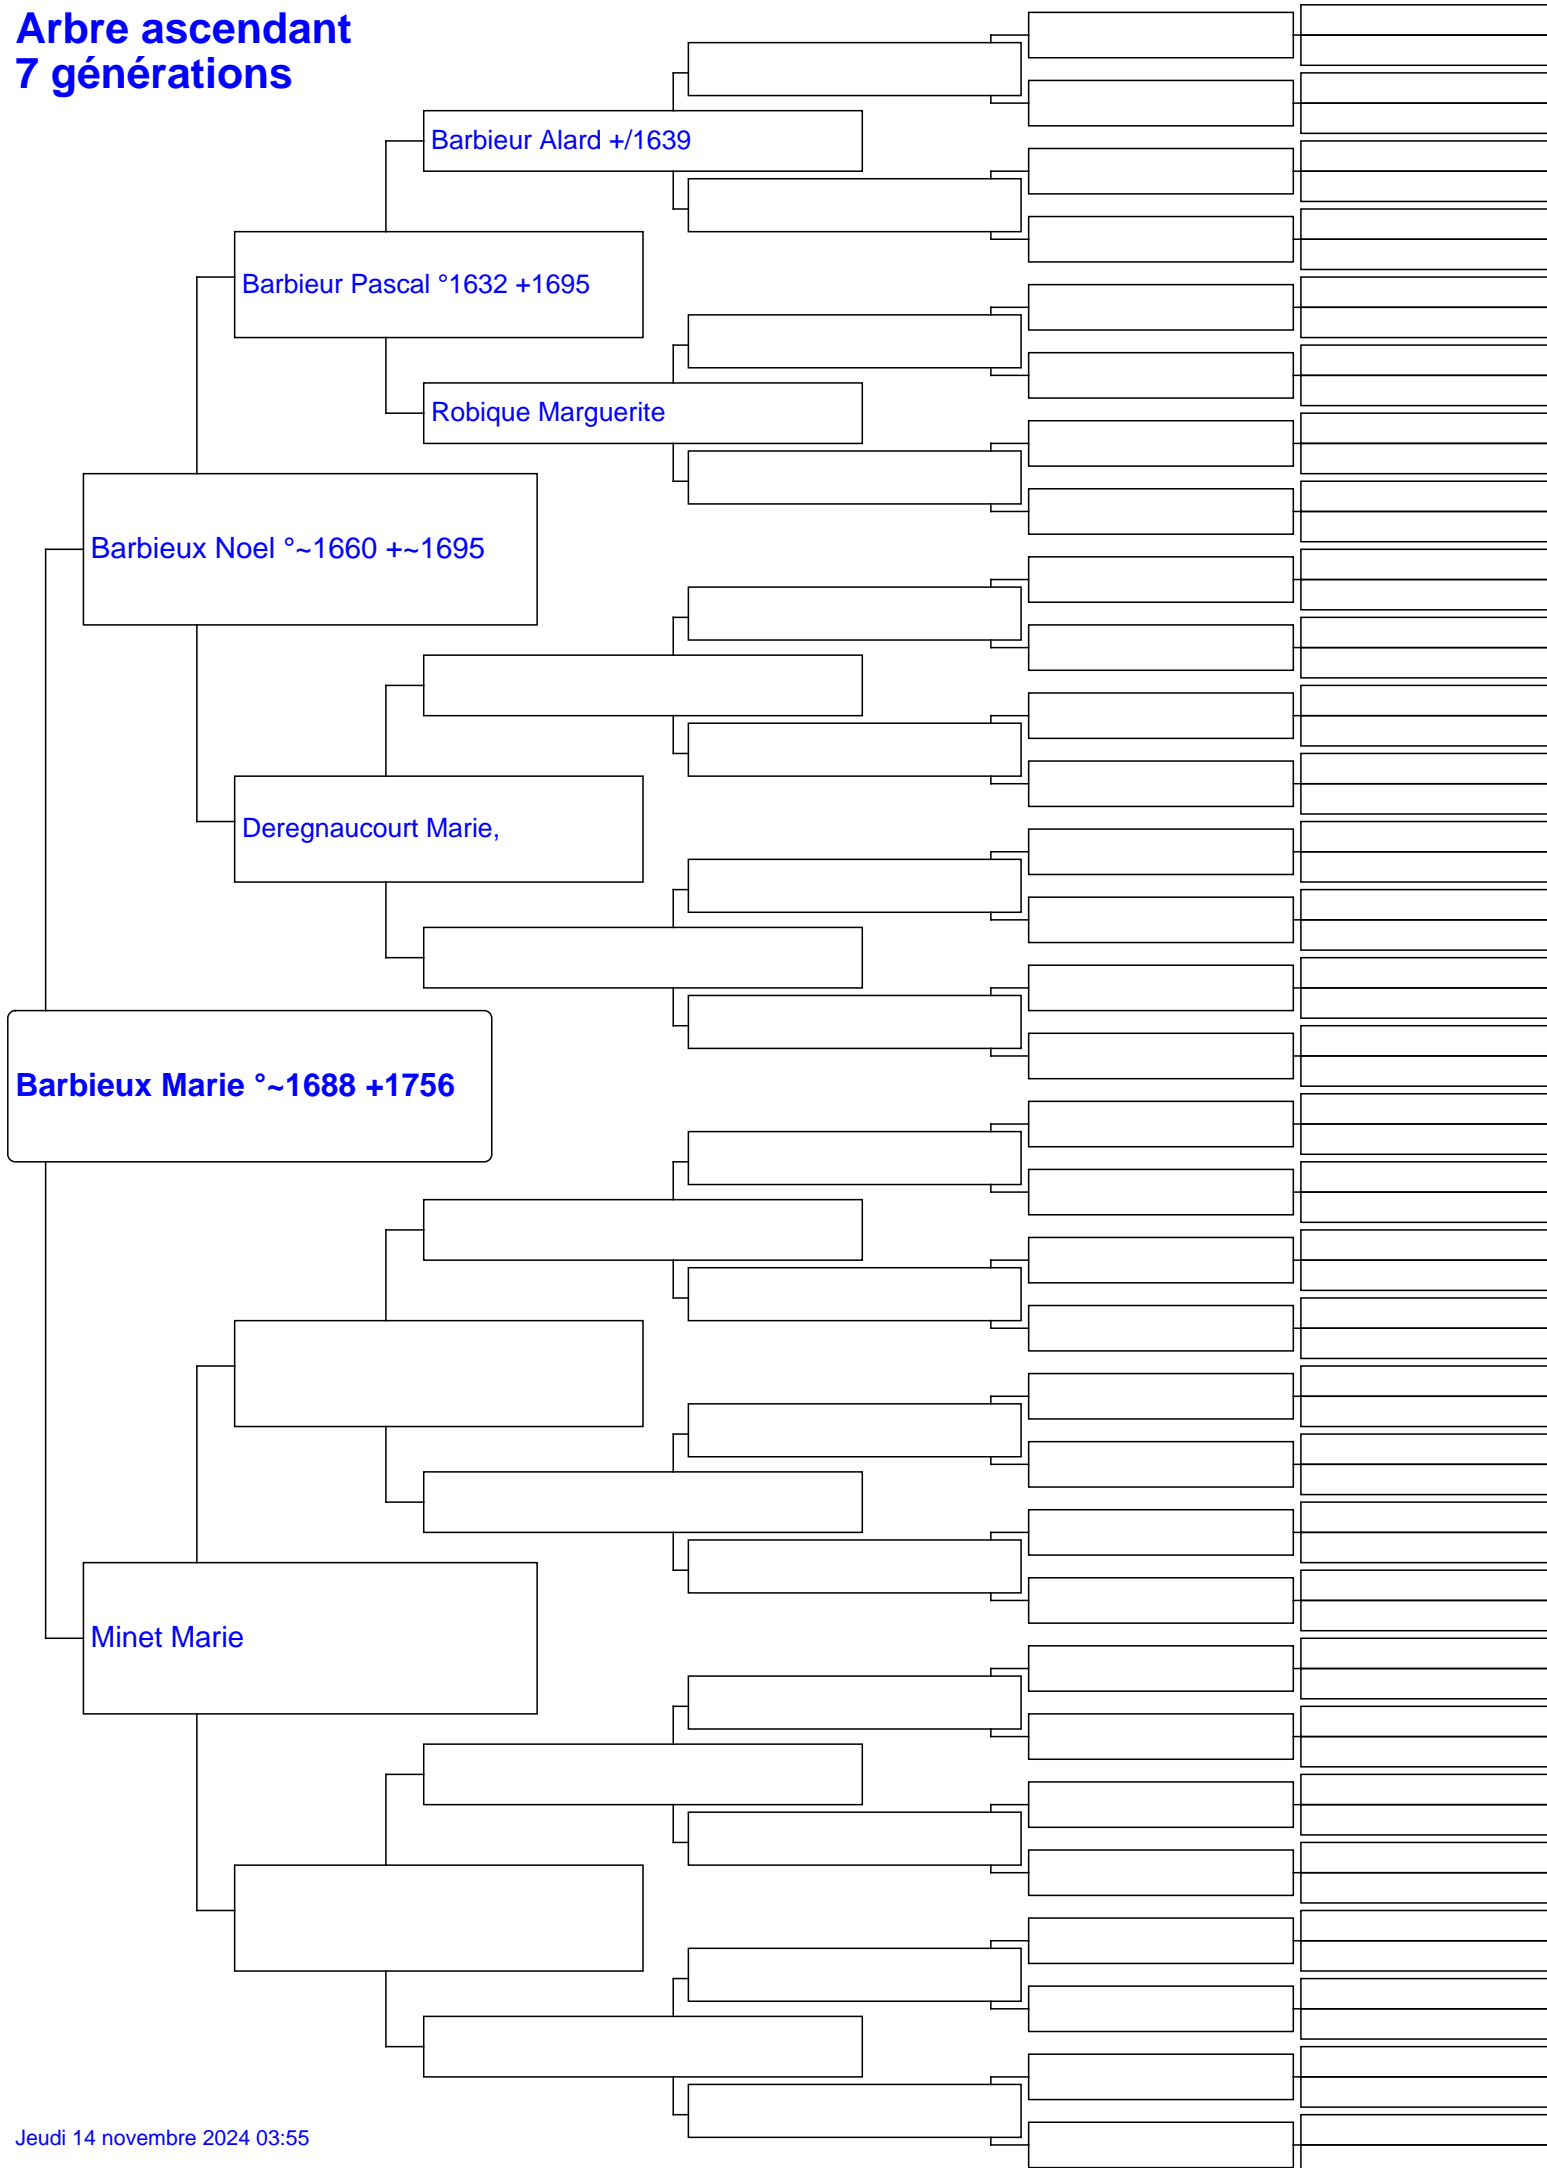 Arbre ascendant
7 générations
Barbieur Alard +/1639
Barbieur Pascal °1632 +1695
Robique Marguerite
Barbieux Noel °~1660 +~1695
Deregnaucourt Marie,
Barbieux Marie °~1688 +1756
Minet Marie
Jeudi 14 novembre 2024 03:55